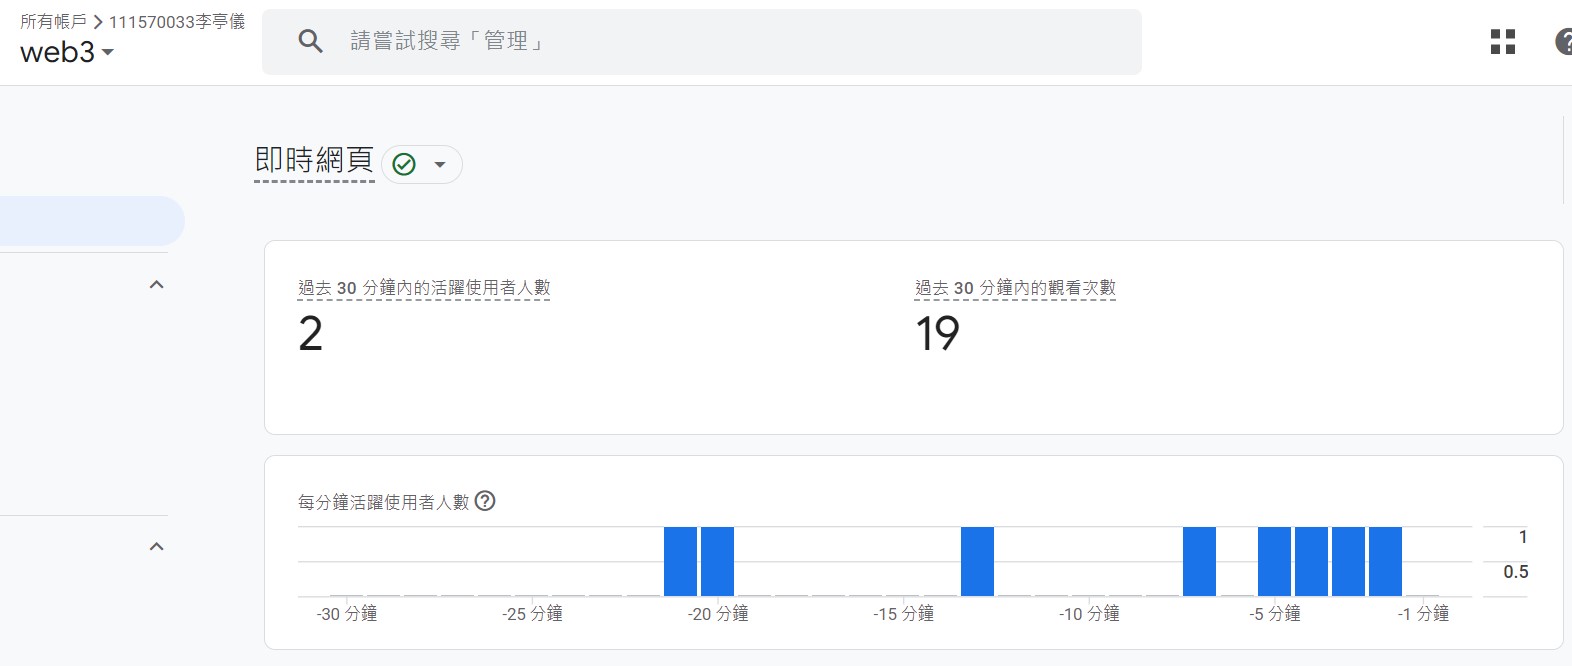 所有帳戶 > 111570033李亭儀
web3
請嘗試搜尋「管理」
即時網頁
過去 30 分鐘內的活躍使用者人數
2
過去 30 分鐘內的觀看次數
19
每分鐘活躍使用者人數
1
0.5
-30 分鐘 -25 分鐘 -20 分鐘 -15 分鐘 -10 分鐘 -5 分鐘 -1 分鐘